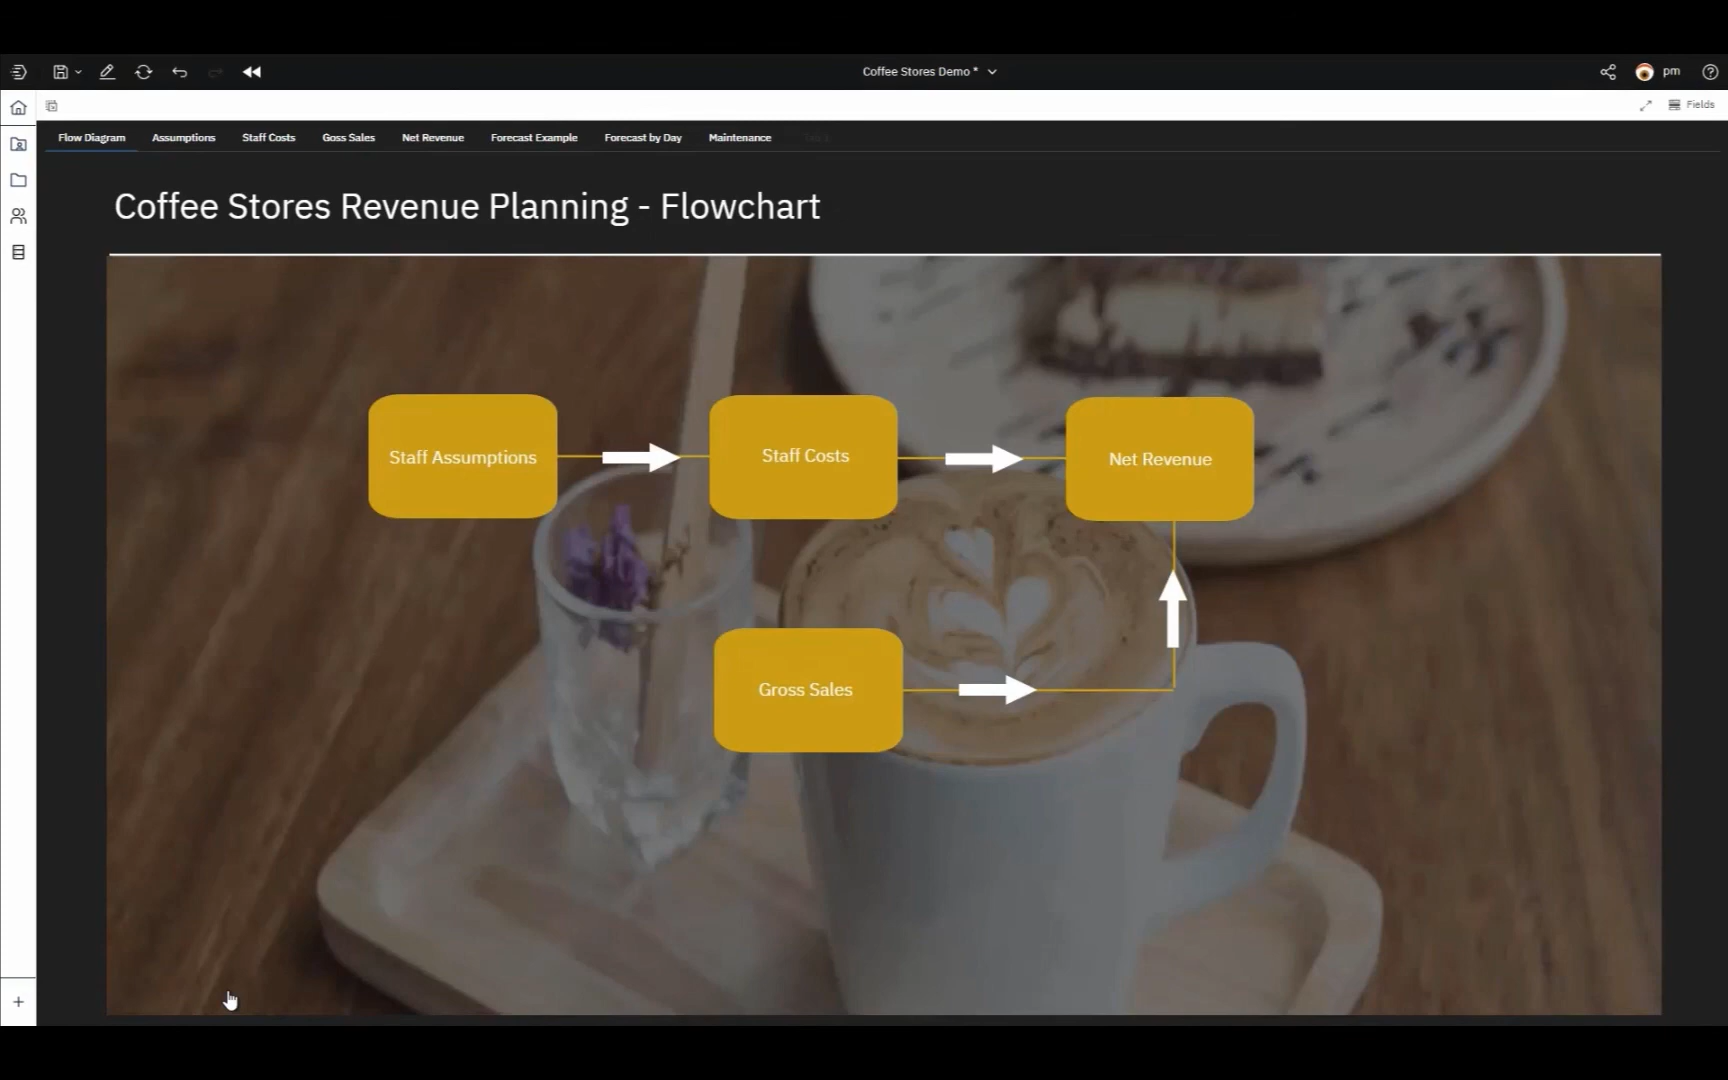 Coffee Stores Demo *
pm
Fields
Flow Diagram
Assumptions
Staff Costs
Goss Sales
Net Revenue
Forecast Example
Forecast by Day
Maintenance
Coffee Stores Revenue Planning - Flowchart
Staff Assumptions
Staff Costs
Net Revenue
Gross Sales